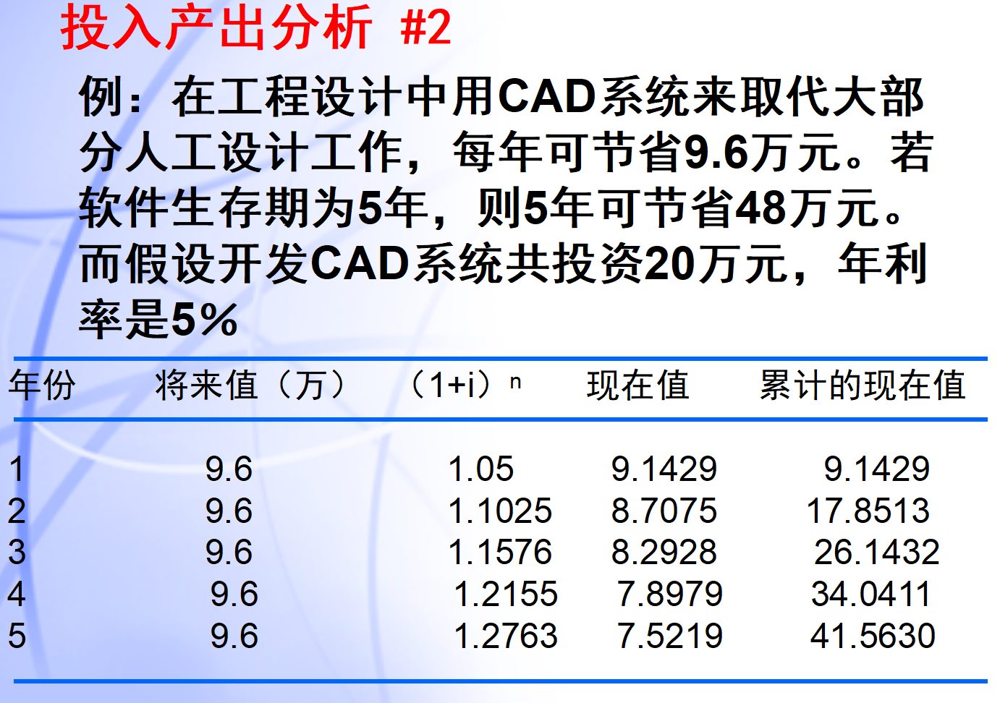 投入产出分析 #2
例：在工程设计中用CAD系统来取代大部
分人工设计工作，每年可节省9.6万元。若
软件生存期为5年，则5年可节省48万元。
而假设开发CAD系统共投资20万元，年利
率是5%
年份 将来值（万） （1+i）ⁿ 现在值 累计的现在值
1 9.6 1.05 9.1429 9.1429
2 9.6 1.1025 8.7075 17.8513
3 9.6 1.1576 8.2928 26.1432
4 9.6 1.2155 7.8979 34.0411
5 9.6 1.2763 7.5219 41.5630